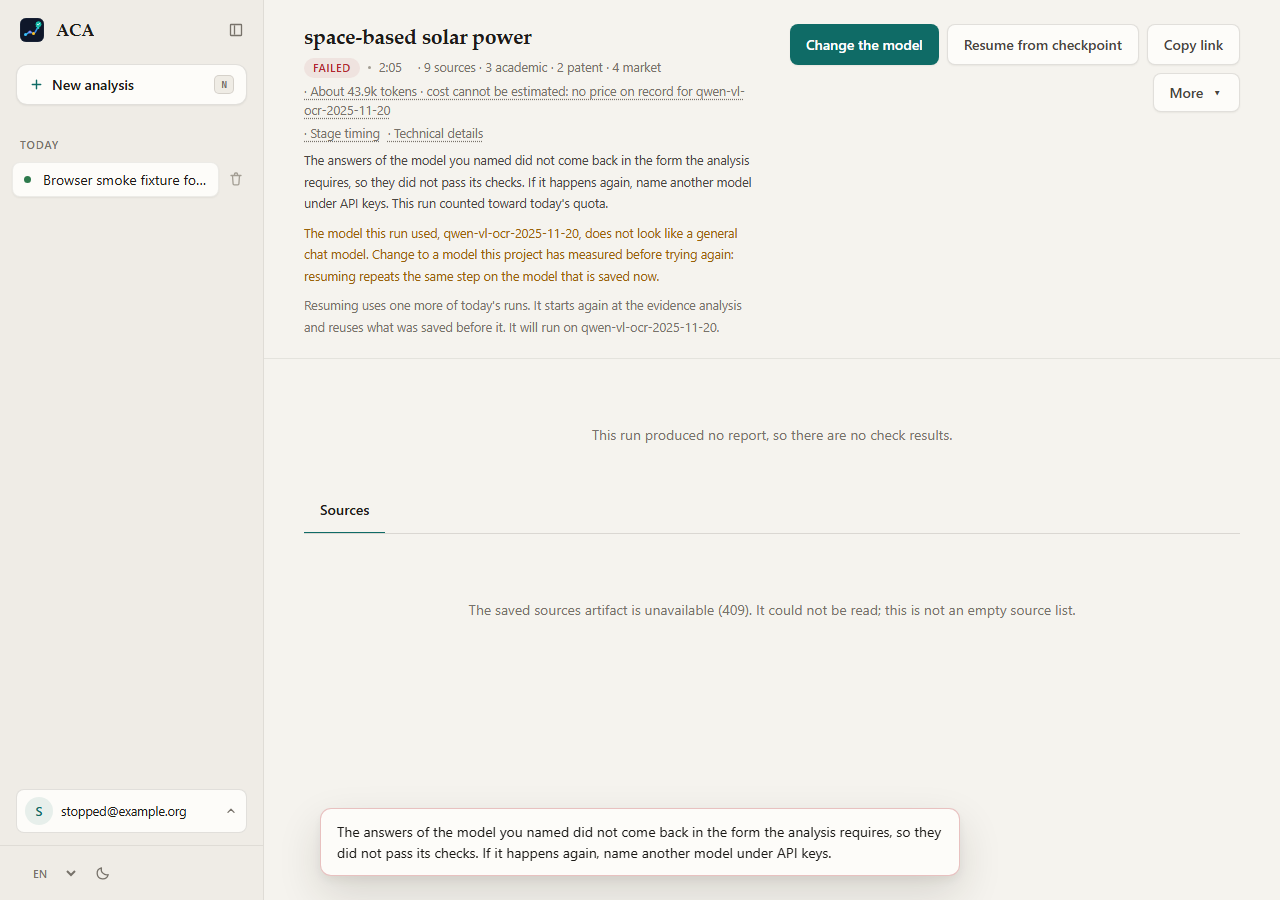 ACA
+ New analysis N
TODAY
Browser smoke fixture fo...
space-based solar power
FAILED • 2:05 · 9 sources · 3 academic · 2 patent · 4 market
· About 43.9k tokens · cost cannot be estimated: no price on record for qwen-vl-
ocr-2025-11-20
· Stage timing · Technical details
The answers of the model you named did not come back in the form the analysis
requires, so they did not pass its checks. If it happens again, name another model
under API keys. This run counted toward today's quota.
The model this run used, qwen-vl-ocr-2025-11-20, does not look like a general
chat model. Change to a model this project has measured before trying again:
resuming repeats the same step on the model that is saved now.
Resuming uses one more of today's runs. It starts again at the evidence analysis
and reuses what was saved before it. It will run on qwen-vl-ocr-2025-11-20.
Change the model
Resume from checkpoint
Copy link
More
This run produced no report, so there are no check results.
Sources
The saved sources artifact is unavailable (409). It could not be read; this is not an empty source list.
S stopped@example.org
EN
The answers of the model you named did not come back in the form the analysis requires, so they
did not pass its checks. If it happens again, name another model under API keys.